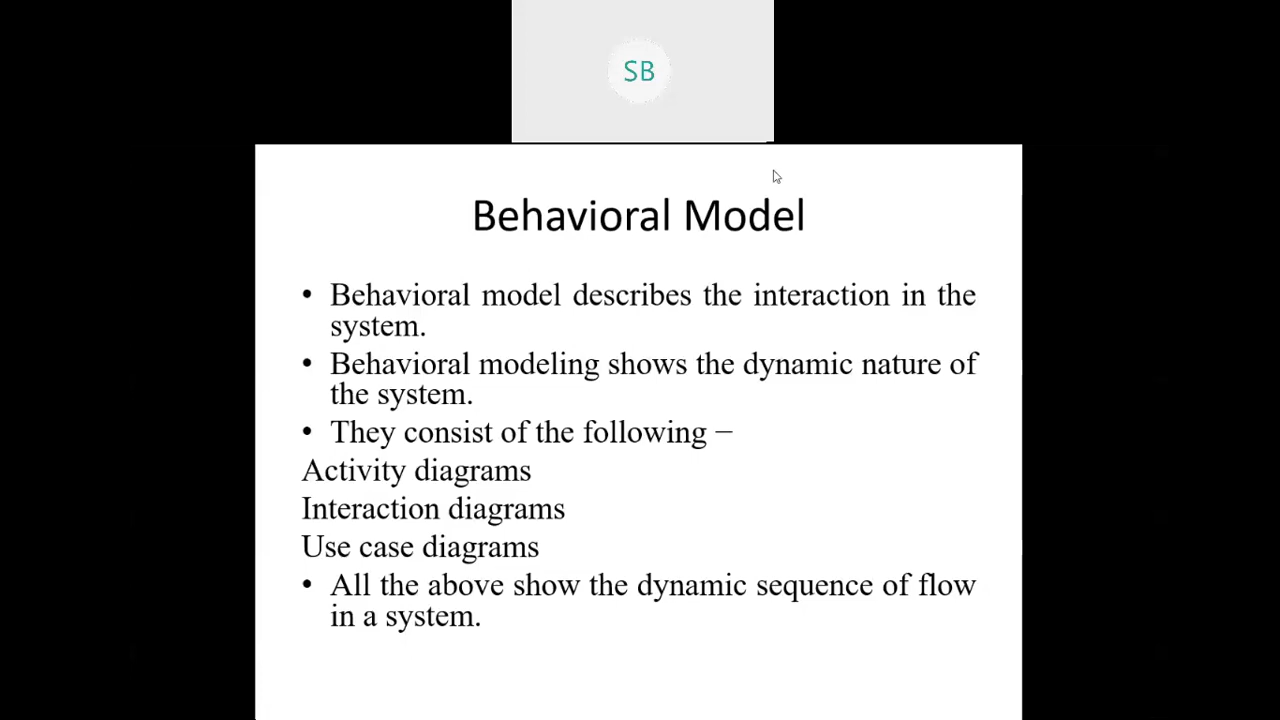 SB
Behavioral Model
• Behavioral model describes the interaction in the
system.
• Behavioral modeling shows the dynamic nature of
the system.
• They consist of the following −
Activity diagrams
Interaction diagrams
Use case diagrams
• All the above show the dynamic sequence of flow
in a system.